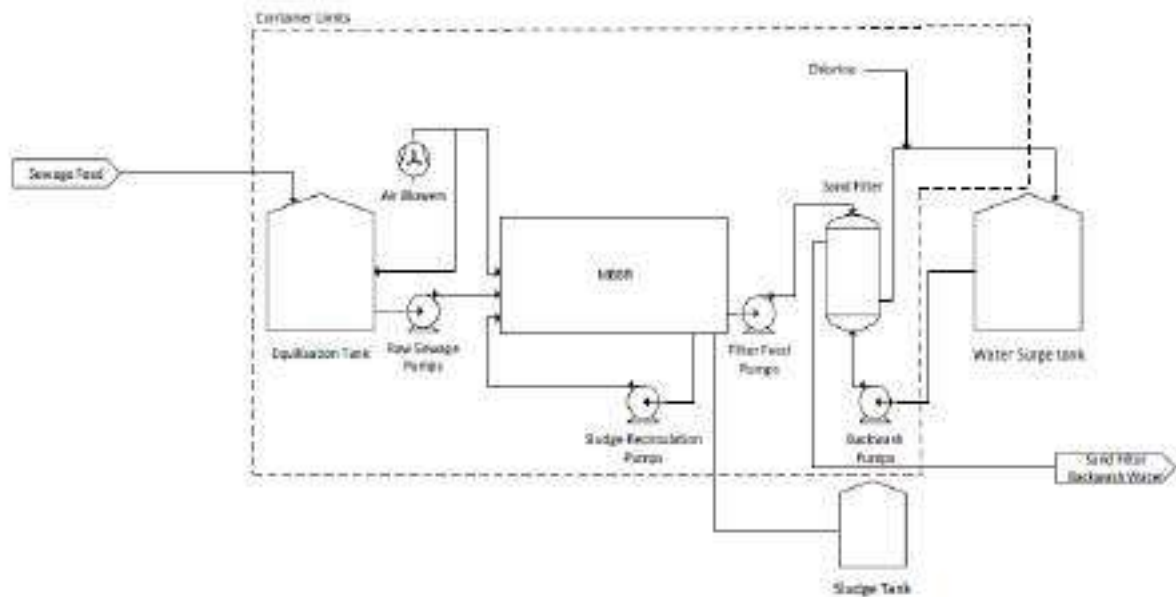 Container Limits
Chlorine
Sewage Feed
Air Blowers
Sand Filter
MBBR
Equilization Tank
Raw Sewage
Pumps
Filter Feed
Pumps
Water Surge tank
Sludge Recirculation
Pumps
Backwash
Pumps
Sand Filter
Backwash Water
Sludge Tank